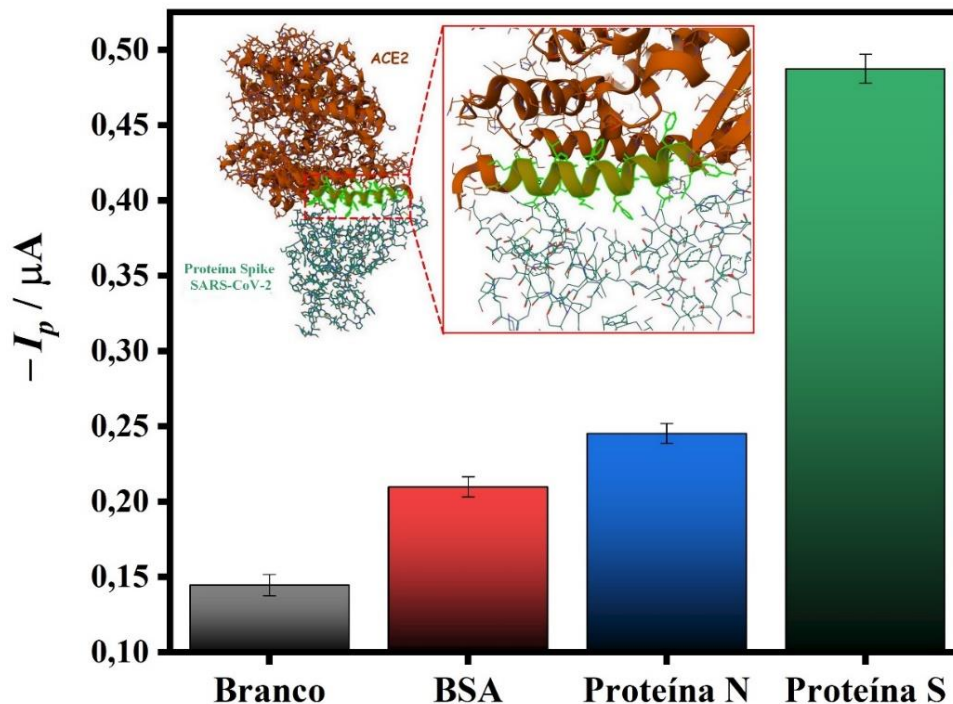 0,50
0,45
0,40
0,35
0,30
0,25
0,20
0,15
0,10
−I_p / μA
ACE2
Proteína Spike
SARS-CoV-2
Branco
BSA
Proteína N
Proteína S